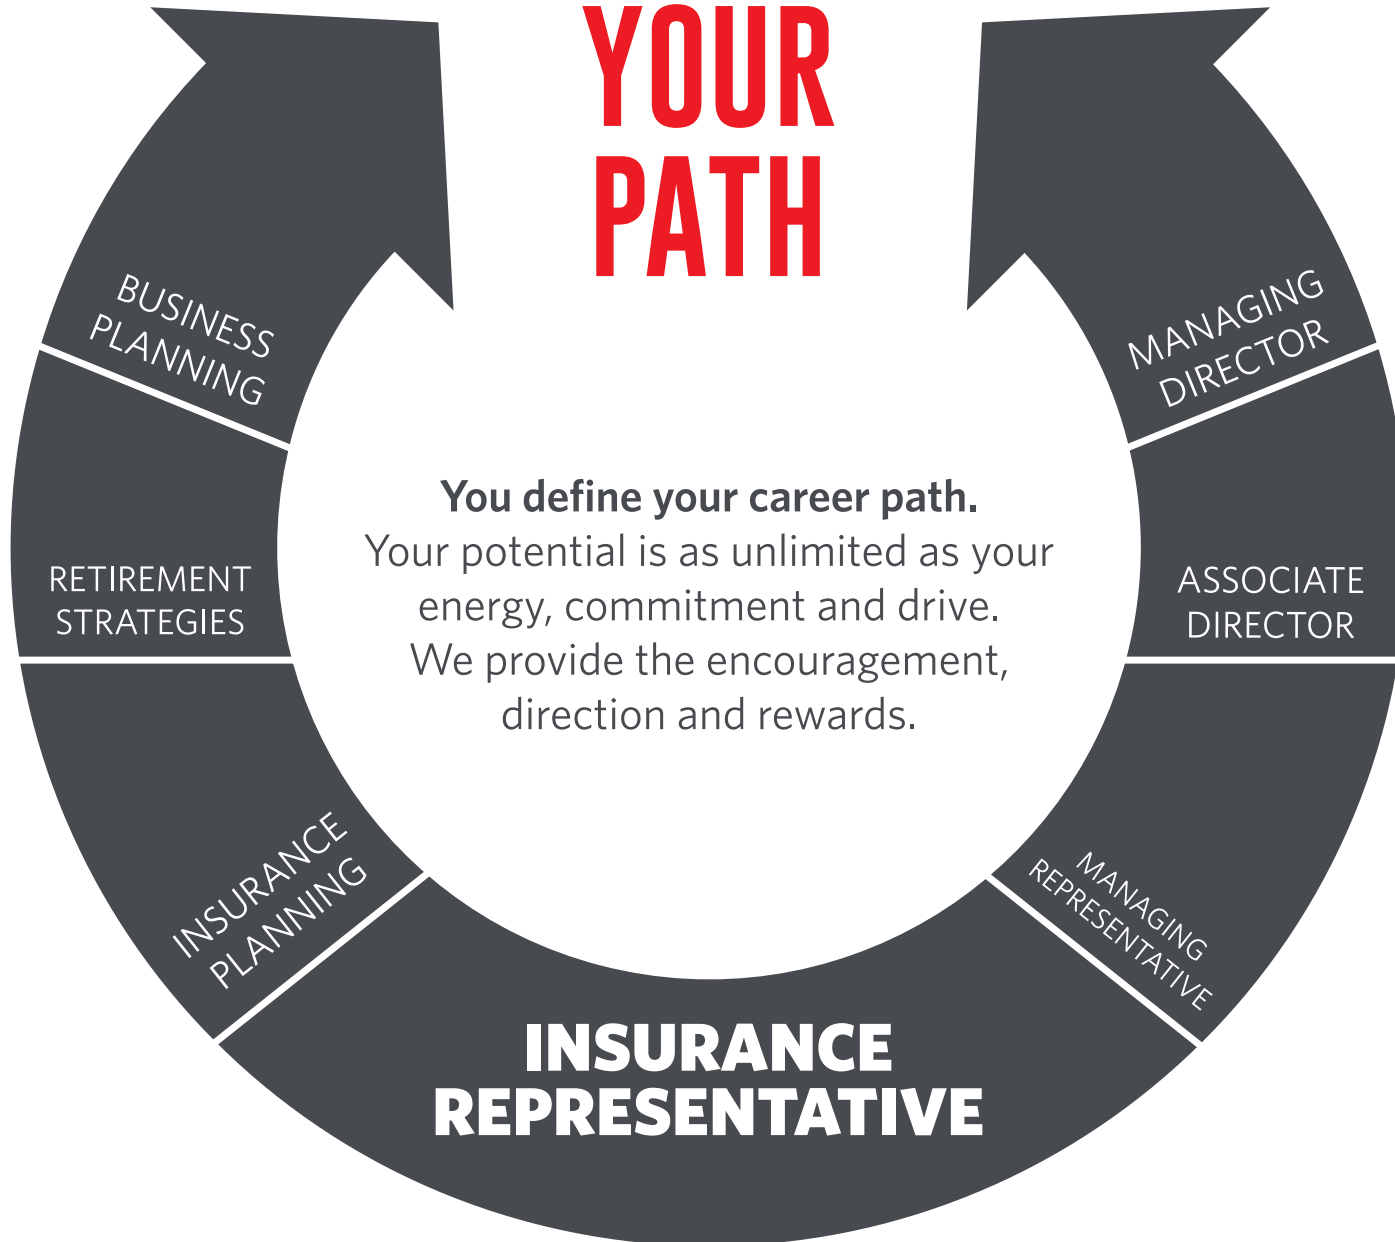 YOUR
PATH
BUSINESS
PLANNING
MANAGING
DIRECTOR
You define your career path.
Your potential is as unlimited as your
energy, commitment and drive.
We provide the encouragement,
direction and rewards.
RETIREMENT
STRATEGIES
ASSOCIATE
DIRECTOR
INSURANCE
PLANNING
MANAGING
REPRESENTATIVE
INSURANCE
REPRESENTATIVE